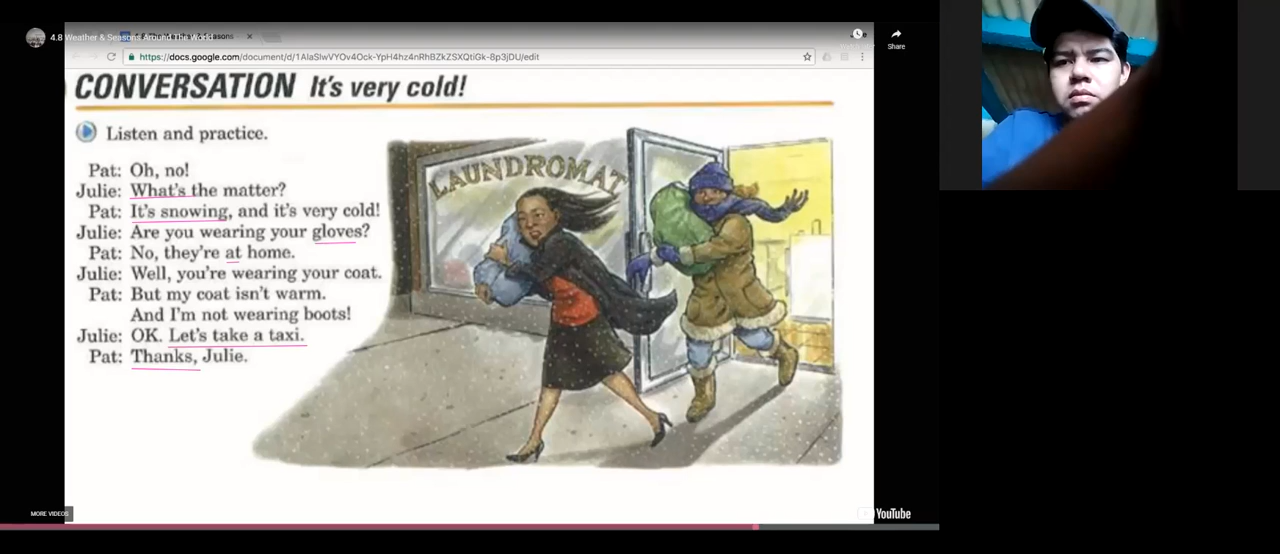 4.8 Weather & Seasons Around The World
Share
https://docs.google.com/document/d/1AlaSlwVYOv4Ock-YpH4hz4nRhBZkZSXQtiGk-8p3jDU/edit
CONVERSATION It's very cold!
Listen and practice.
Pat: Oh, no!
Julie: What's the matter?
Pat: It's snowing, and it's very cold!
Julie: Are you wearing your gloves?
Pat: No, they're at home.
Julie: Well, you're wearing your coat.
Pat: But my coat isn't warm.
And I'm not wearing boots!
Julie: OK. Let's take a taxi.
Pat: Thanks, Julie.
LAUNDROMAT
MORE VIDEOS
YouTube